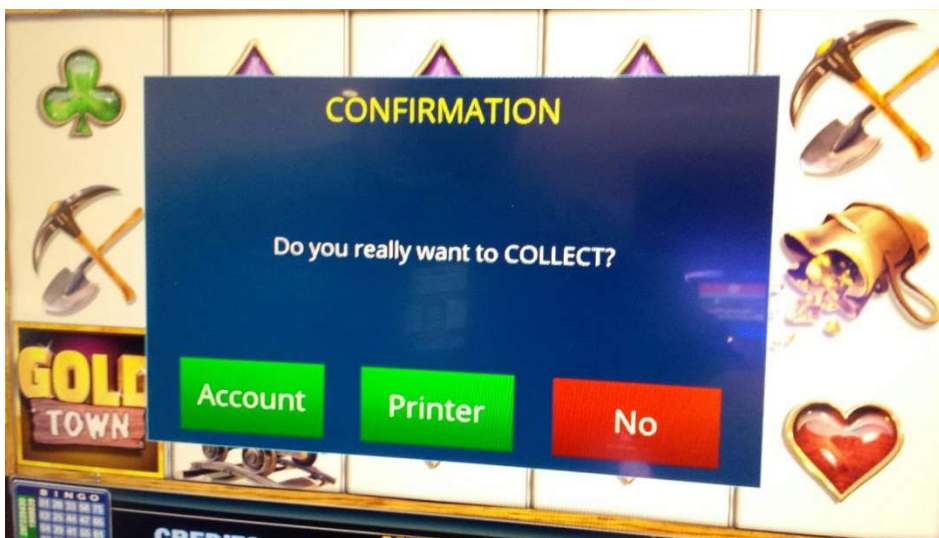 CONFIRMATION
Do you really want to COLLECT?
Account
Printer
No
GOLD
TOWN
BINGO